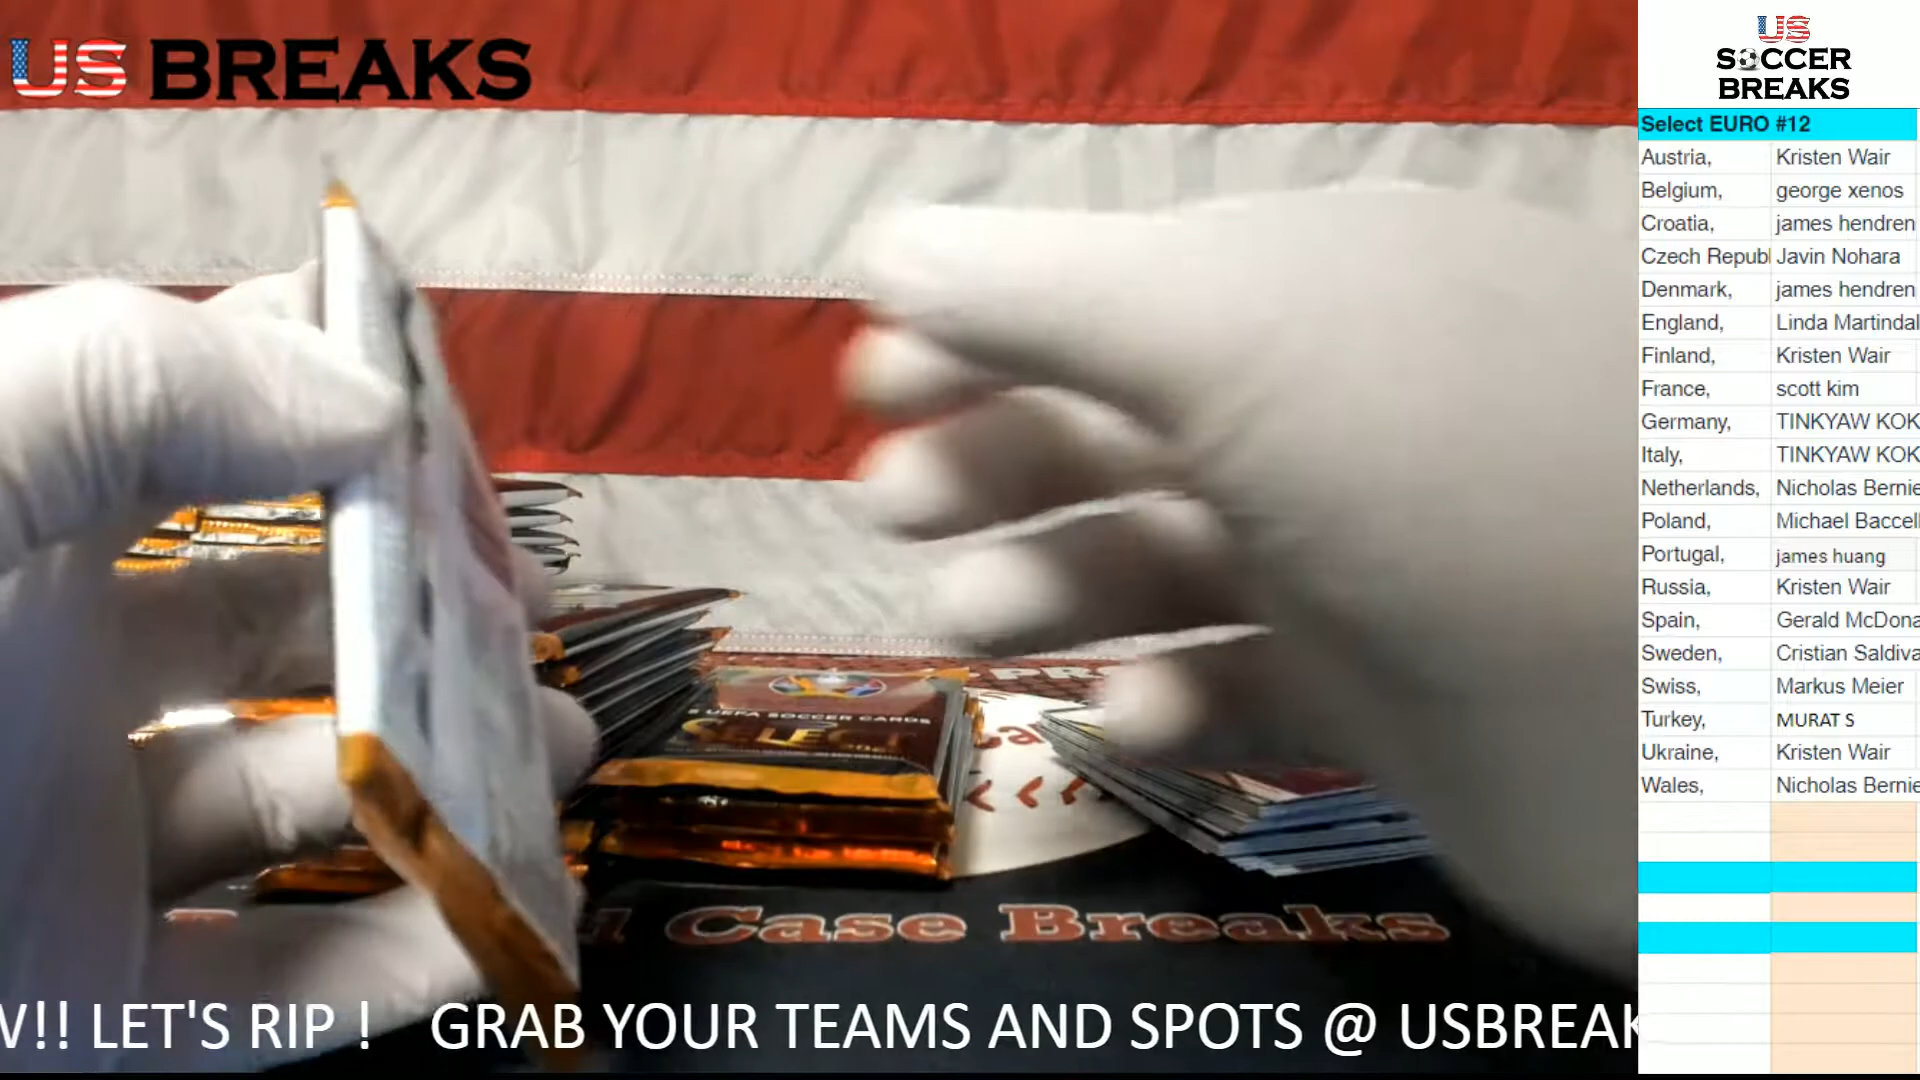 US BREAKS
US
SOCCER
BREAKS
Select EURO #12
Austria, Kristen Wair
Belgium, george xenos
Croatia, james hendren
Czech Republ Javin Nohara
Denmark, james hendren
England, Linda Martindal
Finland, Kristen Wair
France, scott kim
Germany, TINKYAW KOK
Italy, TINKYAW KOK
Netherlands, Nicholas Bernie
Poland, Michael Baccell
Portugal, james huang
Russia, Kristen Wair
Spain, Gerald McDona
Sweden, Cristian Saldiva
Swiss, Markus Meier
Turkey, MURAT S
Ukraine, Kristen Wair
Wales, Nicholas Bernie
UEFA SOCCER CARDS
SELECT
Case Breaks
W!! LET'S RIP ! GRAB YOUR TEAMS AND SPOTS @ USBREAK